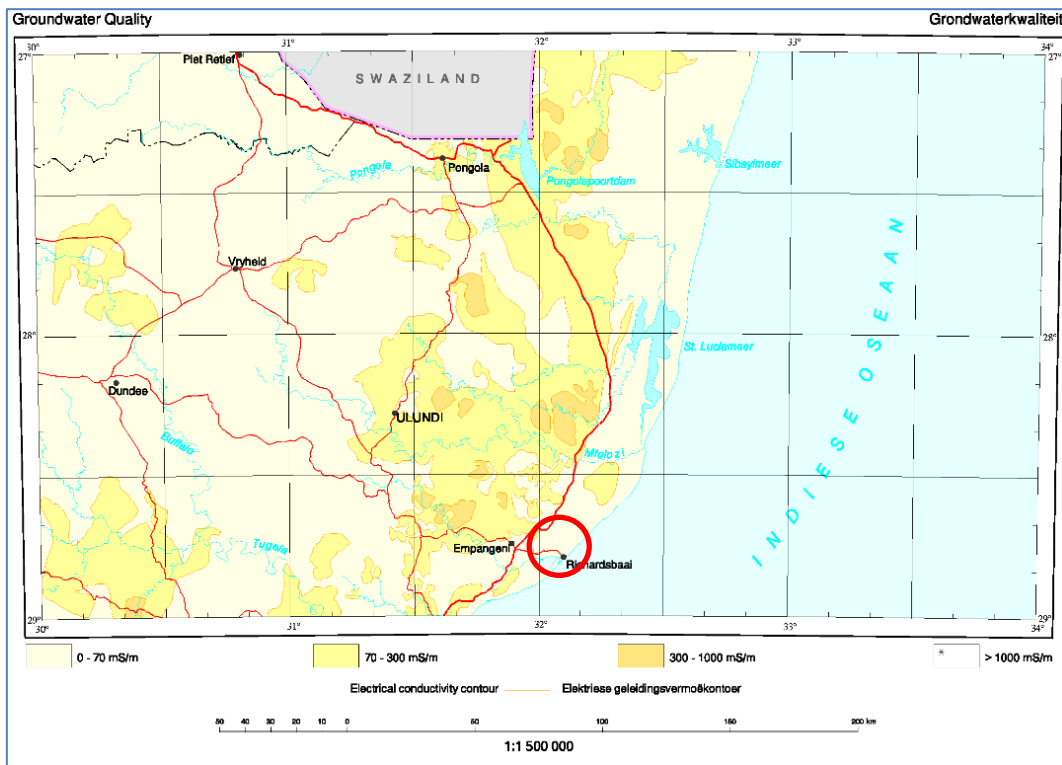 Groundwater Quality Grondwaterkwaliteit
30° 31° 32° 33° 34°
27° 27°
Piet Retief
SWAZILAND
Pongola
Pongola
Pongolapoortdam
Sibayimeer
Vryheid
28° 28°
St. Luciameer
Dundee
ULUNDI
Buffalo
Mfolozi
INDIESE OSEAAN
Tugela
Empangeni
Richardsbaai
29° 29°
30° 31° 32° 33° 34°
0 - 70 mS/m 70 - 300 mS/m 300 - 1000 mS/m * > 1000 mS/m
Electrical conductivity contour Elektriese geleidingsvermoëkontoer
50 40 30 20 10 0 50 100 150 200 km
1:1 500 000